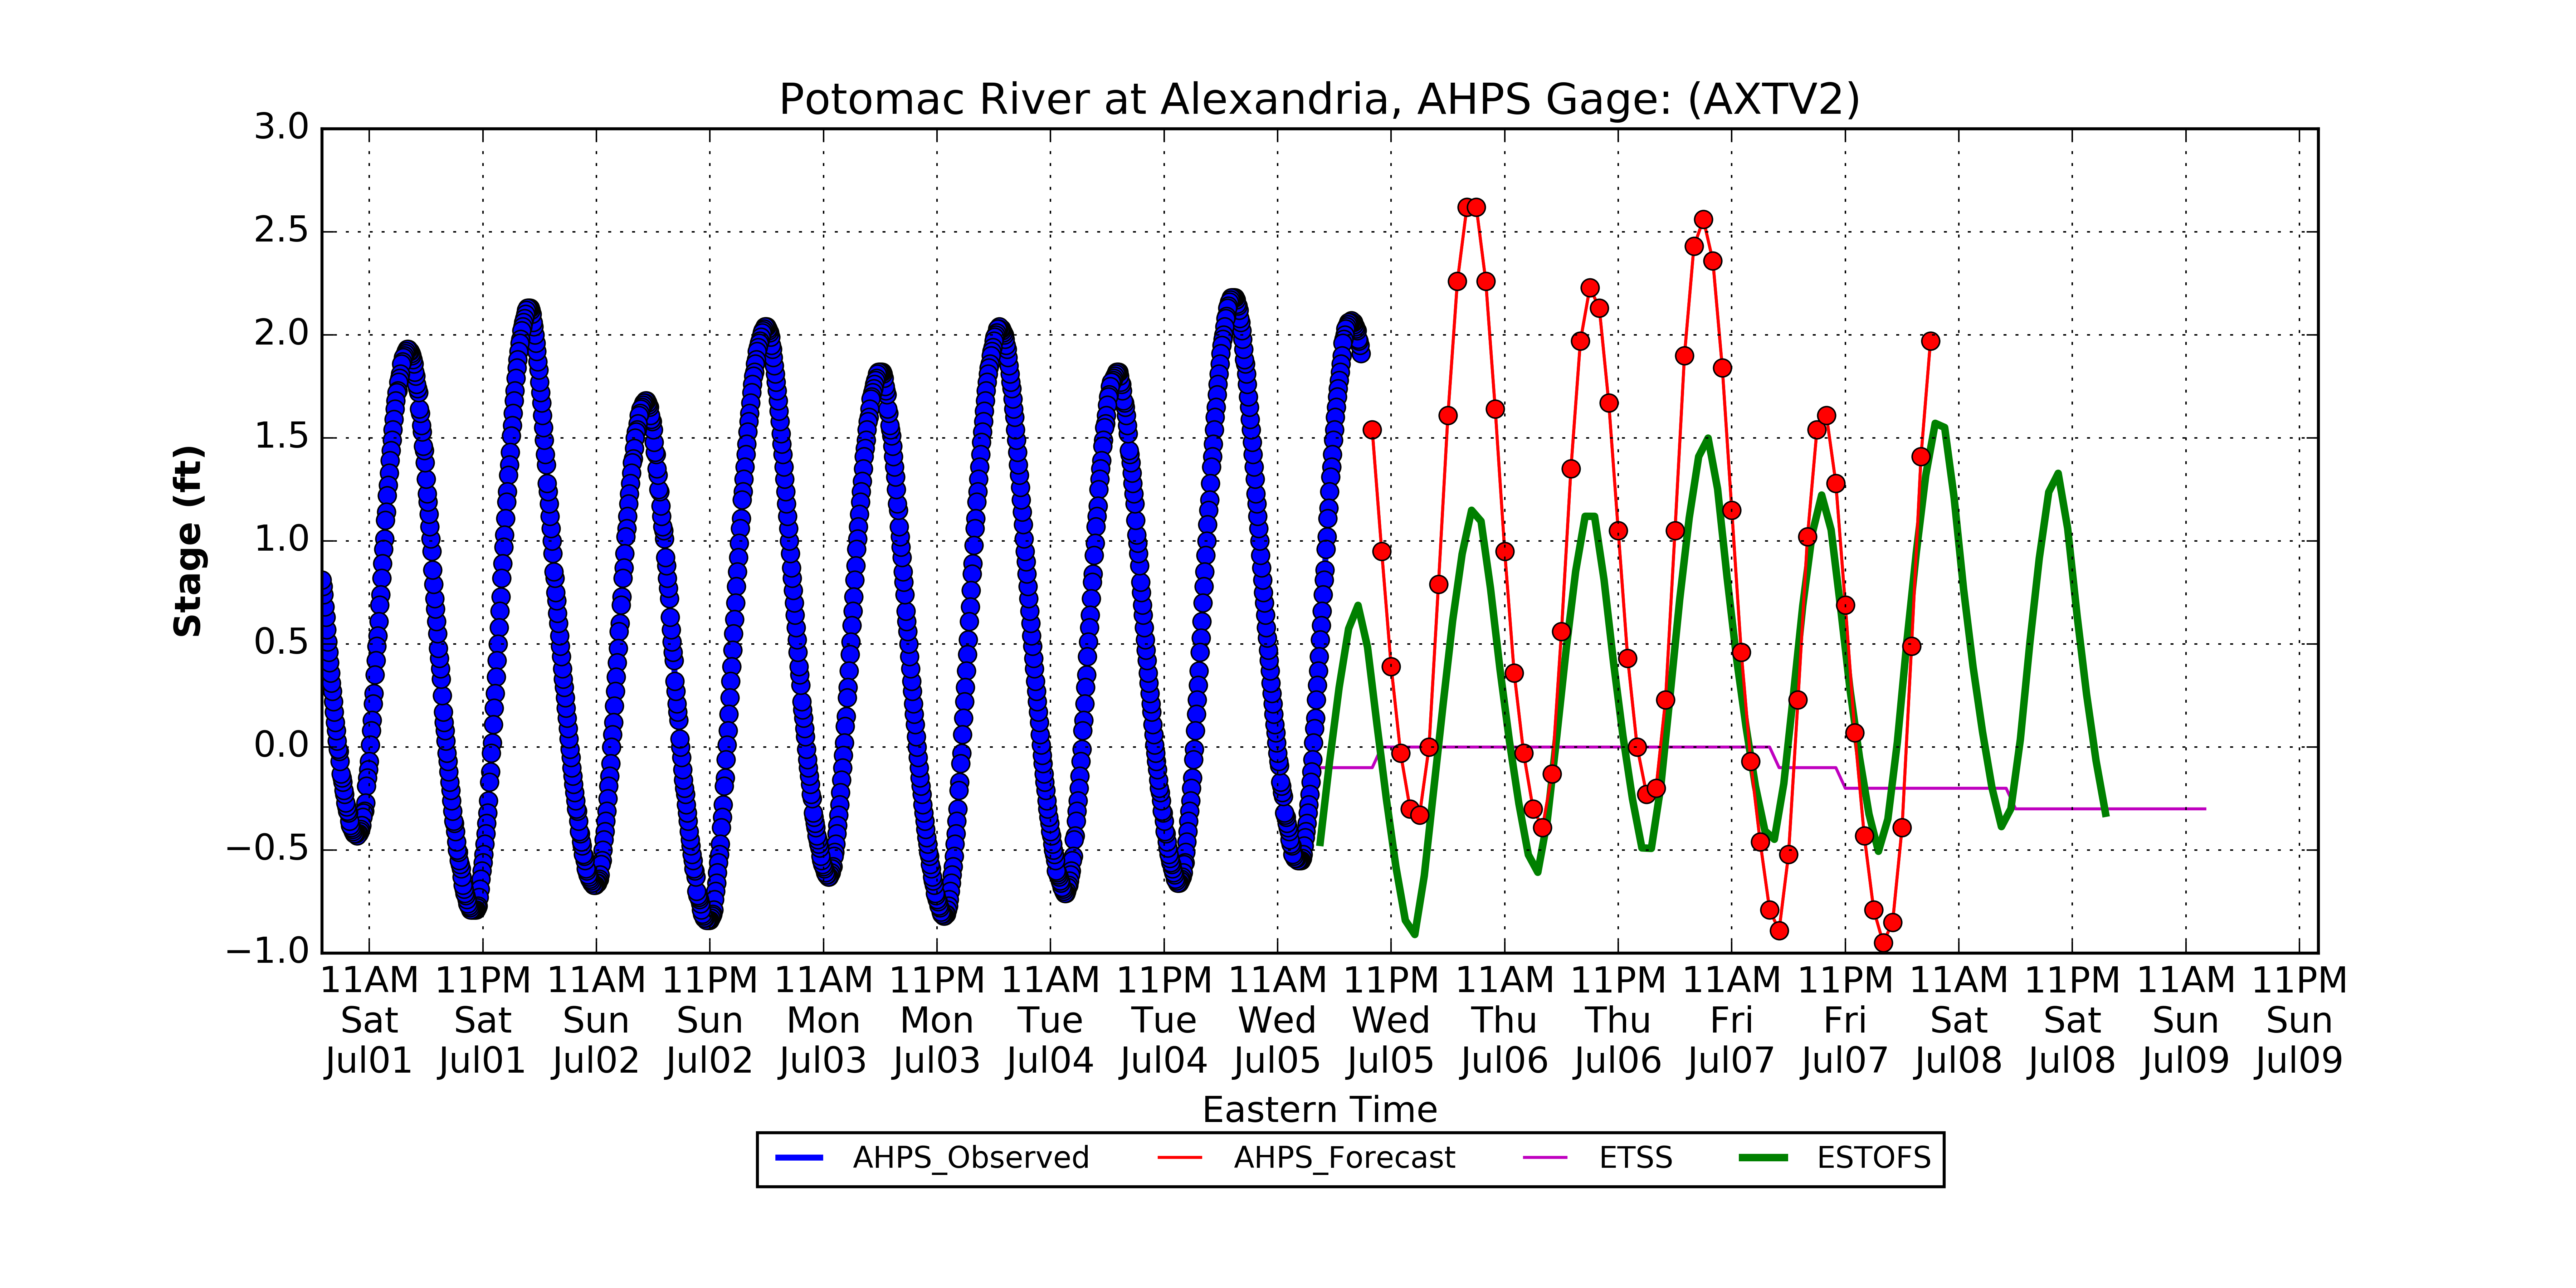 Potomac River at Alexandria, AHPS Gage: (AXTV2)
3.0
2.5
2.0
1.5
1.0
0.5
0.0
−0.5
−1.0
Stage (ft)
11AM 11PM 11AM 11PM 11AM 11PM 11AM 11PM 11AM 11PM 11AM 11PM 11AM 11PM 11AM 11PM 11AM 11PM
Sat Sat Sun Sun Mon Mon Tue Tue Wed Wed Thu Thu Fri Fri Sat Sat Sun Sun
Jul01 Jul01 Jul02 Jul02 Jul03 Jul03 Jul04 Jul04 Jul05 Jul05 Jul06 Jul06 Jul07 Jul07 Jul08 Jul08 Jul09 Jul09
Eastern Time
AHPS_Observed AHPS_Forecast ETSS ESTOFS